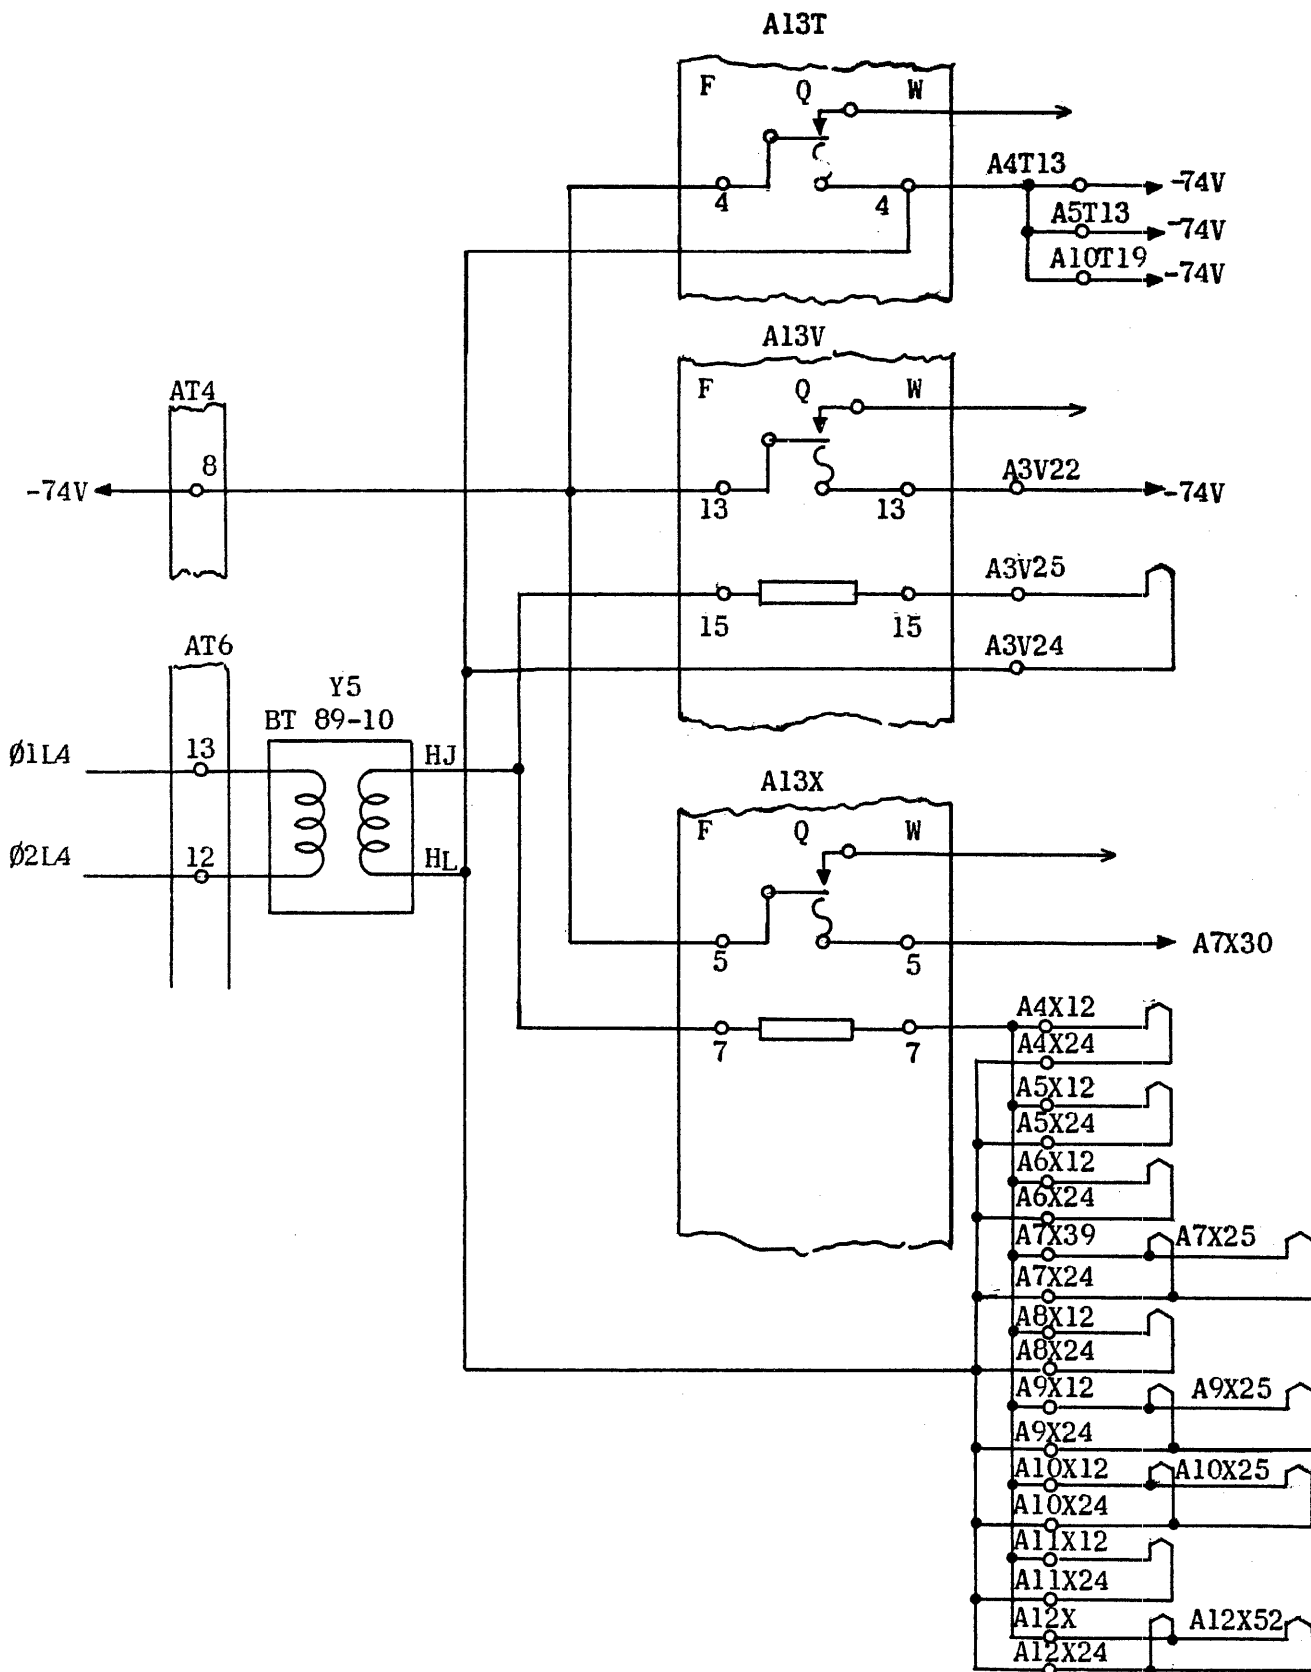 A13T
F Q W
4 4
A4T13 -74V
A5T13 -74V
A10T19 -74V
A13V
F Q W
AT4
8
-74V
13 13
A3V22
-74V
A3V25
15 15
A3V24
AT6
Y5
BT 89-10
Ø1L4
13
HJ
Ø2L4
12
HL
A13X
F Q W
5 5
A7X30
7 7
A4X12
A4X24
A5X12
A5X24
A6X12
A6X24
A7X39 A7X25
A7X24
A8X12
A8X24
A9X12 A9X25
A9X24
A10X12 A10X25
A10X24
A11X12
A11X24
A12X A12X52
A12X24